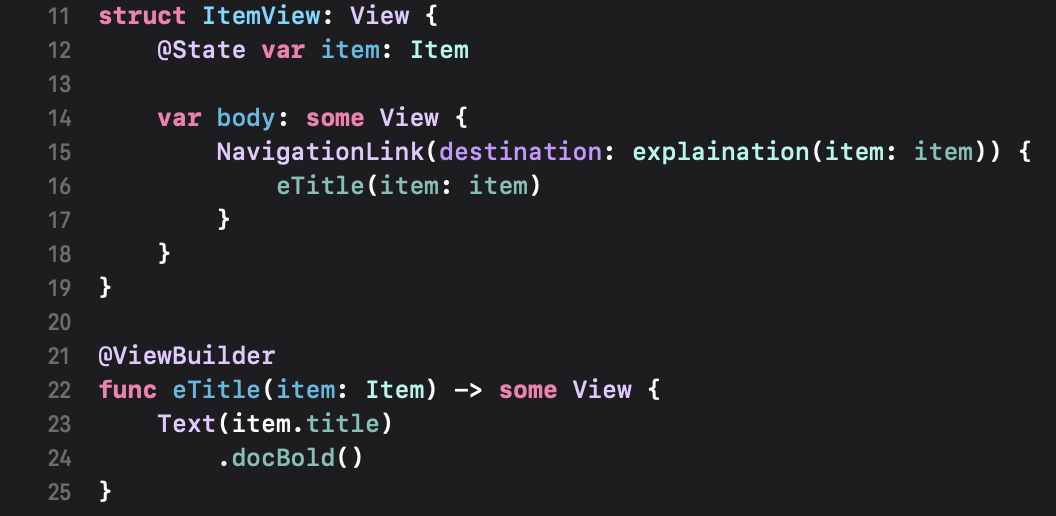 11 struct ItemView: View {
12     @State var item: Item
13
14     var body: some View {
15         NavigationLink(destination: explaination(item: item)) {
16             eTitle(item: item)
17         }
18     }
19 }
20
21 @ViewBuilder
22 func eTitle(item: Item) -> some View {
23     Text(item.title)
24         .docBold()
25 }